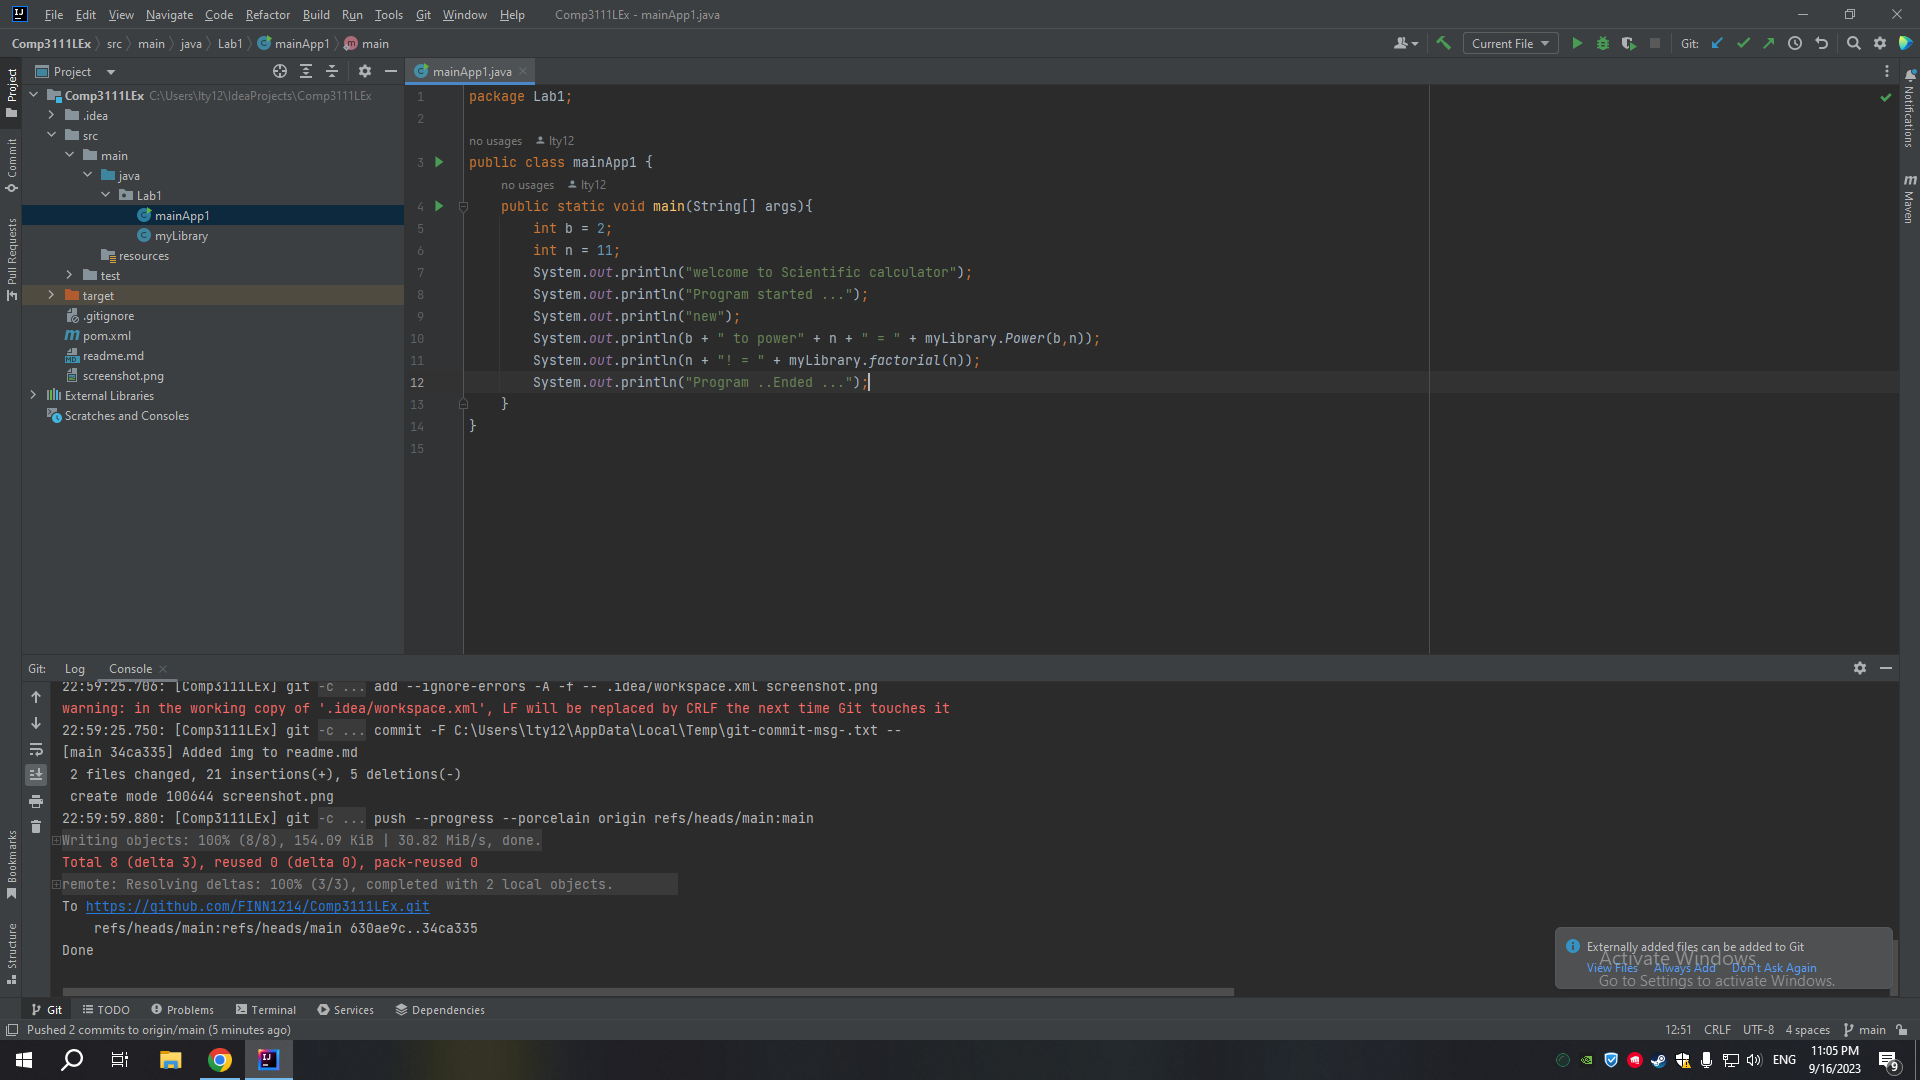 File Edit View Navigate Code Refactor Build Run Tools Git Window Help Comp3111LEx - mainApp1.java
Comp3111LEx src main java Lab1 mainApp1 main Current File Git:
Project
mainApp1.java
Comp3111LEx C:\Users\lty12\IdeaProjects\Comp3111LEx
.idea
src
main
java
Lab1
mainApp1
myLibrary
resources
test
target
.gitignore
pom.xml
readme.md
screenshot.png
External Libraries
Scratches and Consoles
Project
Commit
Pull Requests
Bookmarks
Structure
1 package Lab1;
2
no usages lty12
3 public class mainApp1 {
no usages lty12
4 public static void main(String[] args){
5 int b = 2;
6 int n = 11;
7 System.out.println("welcome to Scientific calculator");
8 System.out.println("Program started ...");
9 System.out.println("new");
10 System.out.println(b + " to power" + n + " = " + myLibrary.Power(b,n));
11 System.out.println(n + "! = " + myLibrary.factorial(n));
12 System.out.println("Program ..Ended ...");
13 }
14 }
15
Notifications
Maven
Git: Log Console
22:59:25.706: [Comp3111LEx] git -c ... add --ignore-errors -A -f -- .idea/workspace.xml screenshot.png
warning: in the working copy of '.idea/workspace.xml', LF will be replaced by CRLF the next time Git touches it
22:59:25.750: [Comp3111LEx] git -c ... commit -F C:\Users\lty12\AppData\Local\Temp\git-commit-msg-.txt --
[main 34ca335] Added img to readme.md
2 files changed, 21 insertions(+), 5 deletions(-)
create mode 100644 screenshot.png
22:59:59.880: [Comp3111LEx] git -c ... push --progress --porcelain origin refs/heads/main:main
Writing objects: 100% (8/8), 154.09 KiB | 30.82 MiB/s, done.
Total 8 (delta 3), reused 0 (delta 0), pack-reused 0
remote: Resolving deltas: 100% (3/3), completed with 2 local objects.
To https://github.com/FINN1214/Comp3111LEx.git
refs/heads/main:refs/heads/main 630ae9c..34ca335
Done
Externally added files can be added to Git
View Files Always Add Don't Ask Again
Activate Windows
Go to Settings to activate Windows.
Git TODO Problems Terminal Services Dependencies
Pushed 2 commits to origin/main (5 minutes ago) 12:51 CRLF UTF-8 4 spaces main
ENG 11:05 PM
9/16/2023
9